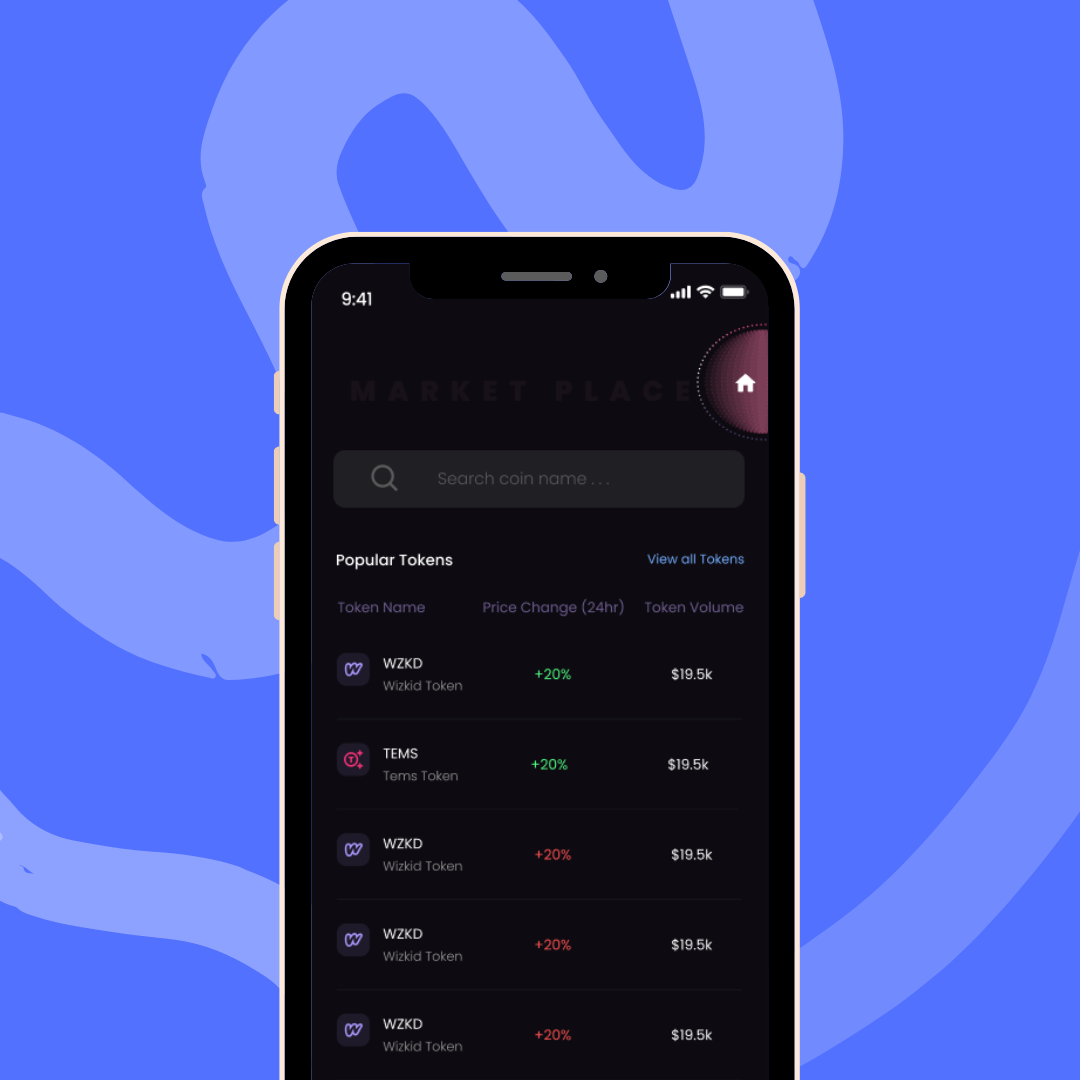 9:41
MARKET PLACE
Search coin name . . .
Popular Tokens View all Tokens
Token Name Price Change (24hr) Token Volume
WZKD
Wizkid Token +20% $19.5k
TEMS
Tems Token +20% $19.5k
WZKD
Wizkid Token +20% $19.5k
WZKD
Wizkid Token +20% $19.5k
WZKD
Wizkid Token +20% $19.5k